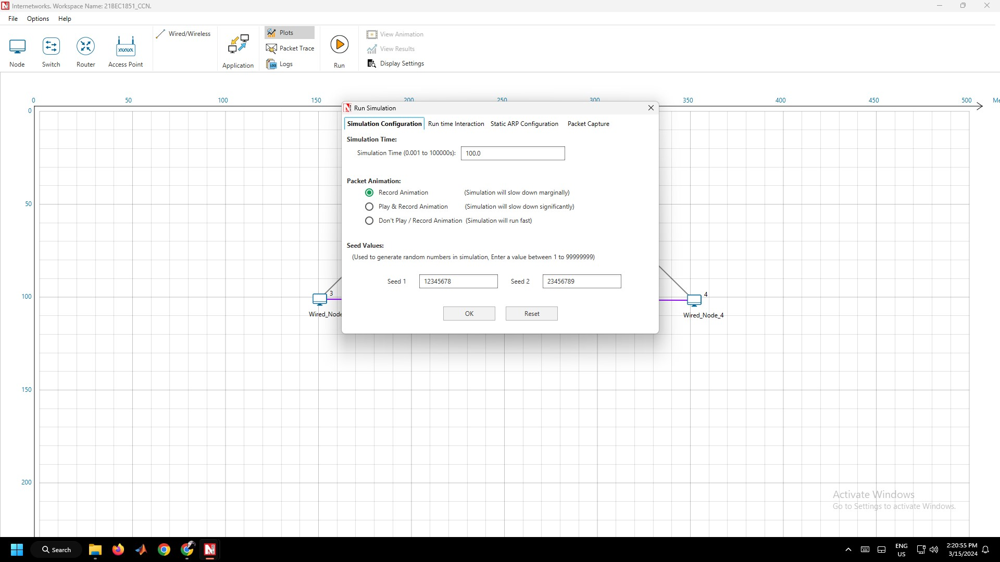 Internetworks. Workspace Name: 21BEC1851_CCN.
File Options Help
Node
Switch
Router
Access Point
Wired/Wireless
Application
Plots
Packet Trace
Logs
Run
View Animation
View Results
Display Settings
0 50 100 150 200 250 300 350 400 450 500 Me
0
50
100
150
200
Run Simulation
Simulation Configuration Run time Interaction Static ARP Configuration Packet Capture
Simulation Time:
Simulation Time (0.001 to 100000s): 100.0
Packet Animation:
Record Animation (Simulation will slow down marginally)
Play & Record Animation (Simulation will slow down significantly)
Don't Play / Record Animation (Simulation will run fast)
Seed Values:
(Used to generate random numbers in simulation, Enter a value between 1 to 99999999)
Seed 1 12345678 Seed 2 23456789
OK Reset
3
Wired_Node
4
Wired_Node_4
Activate Windows
Go to Settings to activate Windows.
Search
ENG
US
2:20:55 PM
3/15/2024